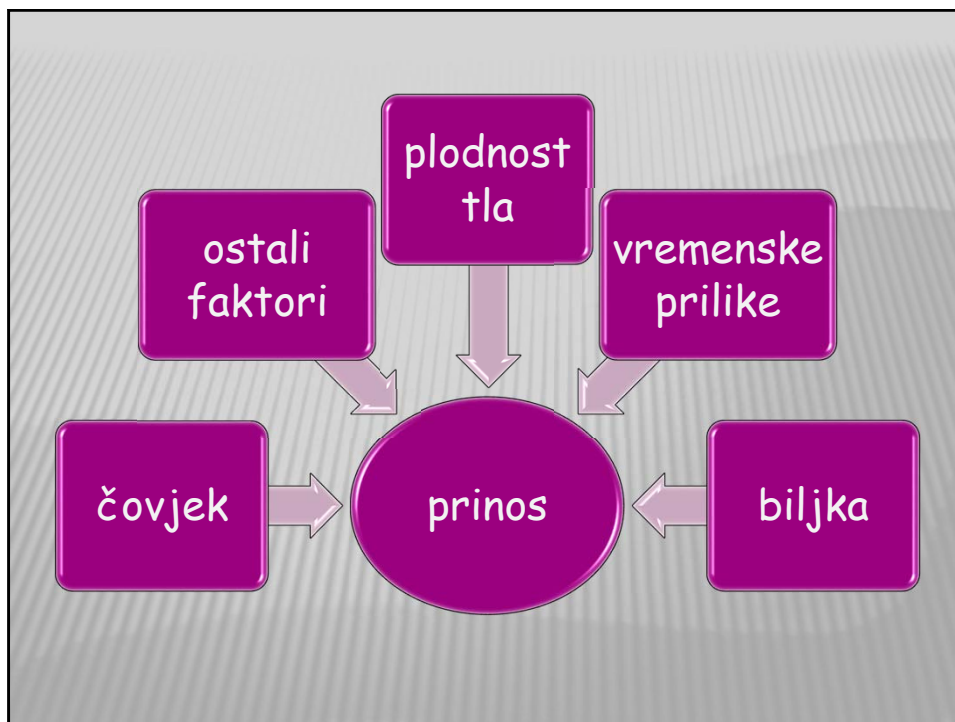 plodnost
tla
ostali
faktori
vremenske
prilike
čovjek
prinos
biljka